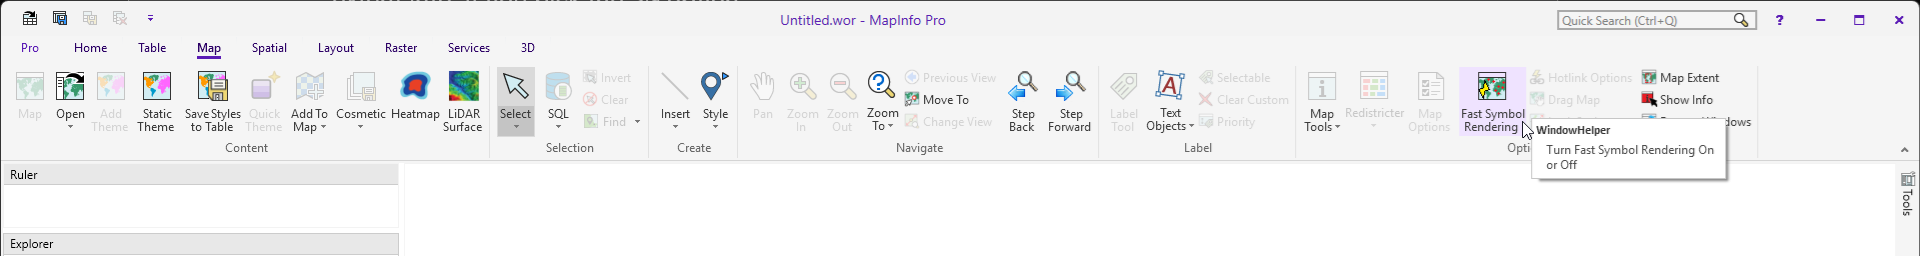 Untitled.wor - MapInfo Pro
Quick Search (Ctrl+Q)
?
Pro Home Table Map Spatial Layout Raster Services 3D
Map
Open
Add Theme
Static Theme
Save Styles to Table
Quick Theme
Add To Map
Cosmetic
Heatmap
LiDAR Surface
Content
Select
SQL
Invert
Clear
Find
Selection
Insert
Style
Create
Pan
Zoom In
Zoom Out
Zoom To
Previous View
Move To
Change View
Step Back
Step Forward
Navigate
Label Tool
Text Objects
Selectable
Clear Custom
Priority
Label
Map Tools
Redistricter
Map Options
Fast Symbol Rendering
Hotlink Options
Drag Map
Map Extent
Show Info
WindowHelper
Turn Fast Symbol Rendering On
or Off
Ruler
Explorer
Tools